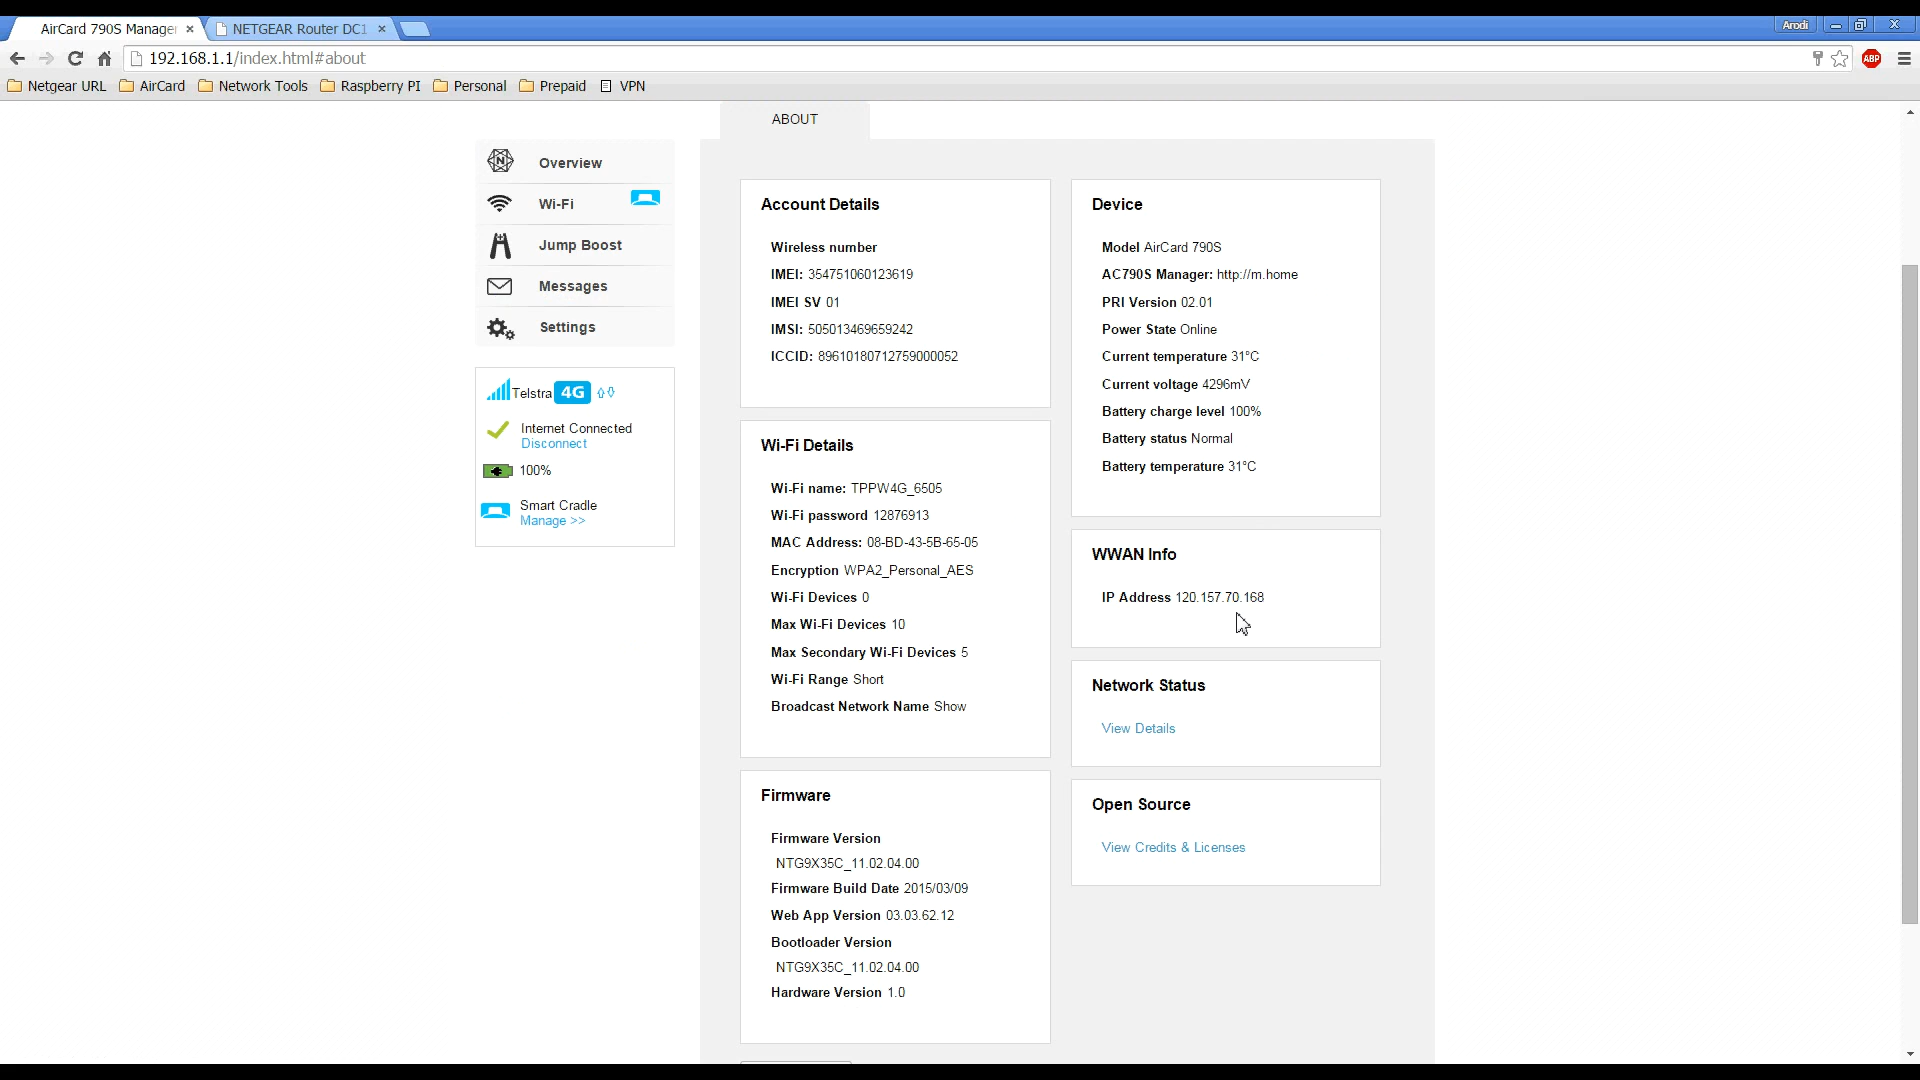 AirCard 790S Manager
NETGEAR Router DC1
Arodi
192.168.1.1/index.html#about
ABP
Netgear URL
AirCard
Network Tools
Raspberry PI
Personal
Prepaid
VPN
ABOUT
Overview
Wi-Fi
Jump Boost
Messages
Settings
Telstra 4G
Internet Connected
Disconnect
100%
Smart Cradle
Manage >>
Account Details
Wireless number
IMEI: 354751060123619
IMEI SV 01
IMSI: 505013469659242
ICCID: 89610180712759000052
Wi-Fi Details
Wi-Fi name: TPPW4G_6505
Wi-Fi password 12876913
MAC Address: 08-BD-43-5B-65-05
Encryption WPA2_Personal_AES
Wi-Fi Devices 0
Max Wi-Fi Devices 10
Max Secondary Wi-Fi Devices 5
Wi-Fi Range Short
Broadcast Network Name Show
Firmware
Firmware Version
NTG9X35C_11.02.04.00
Firmware Build Date 2015/03/09
Web App Version 03.03.62.12
Bootloader Version
NTG9X35C_11.02.04.00
Hardware Version 1.0
Device
Model AirCard 790S
AC790S Manager: http://m.home
PRI Version 02.01
Power State Online
Current temperature 31°C
Current voltage 4296mV
Battery charge level 100%
Battery status Normal
Battery temperature 31°C
WWAN Info
IP Address 120.157.70.168
Network Status
View Details
Open Source
View Credits & Licenses